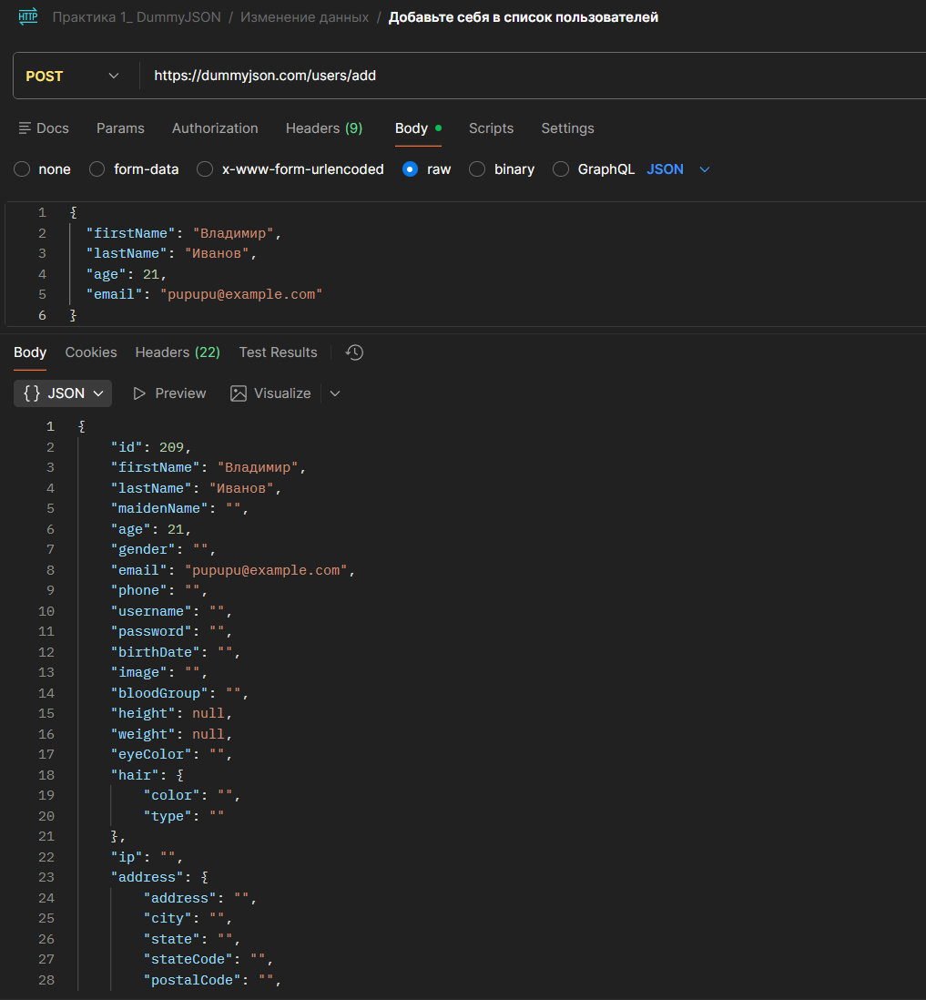 HTTP Практика 1_ DummyJSON / Изменение данных / Добавьте себя в список пользователей
POST https://dummyjson.com/users/add
Docs Params Authorization Headers (9) Body Scripts Settings
none form-data x-www-form-urlencoded raw binary GraphQL JSON
1 {
2 "firstName": "Владимир",
3 "lastName": "Иванов",
4 "age": 21,
5 "email": "pupupu@example.com"
6 }
Body Cookies Headers (22) Test Results
{} JSON Preview Visualize
1 {
2 "id": 209,
3 "firstName": "Владимир",
4 "lastName": "Иванов",
5 "maidenName": "",
6 "age": 21,
7 "gender": "",
8 "email": "pupupu@example.com",
9 "phone": "",
10 "username": "",
11 "password": "",
12 "birthDate": "",
13 "image": "",
14 "bloodGroup": "",
15 "height": null,
16 "weight": null,
17 "eyeColor": "",
18 "hair": {
19 "color": "",
20 "type": ""
21 },
22 "ip": "",
23 "address": {
24 "address": "",
25 "city": "",
26 "state": "",
27 "stateCode": "",
28 "postalCode": "",